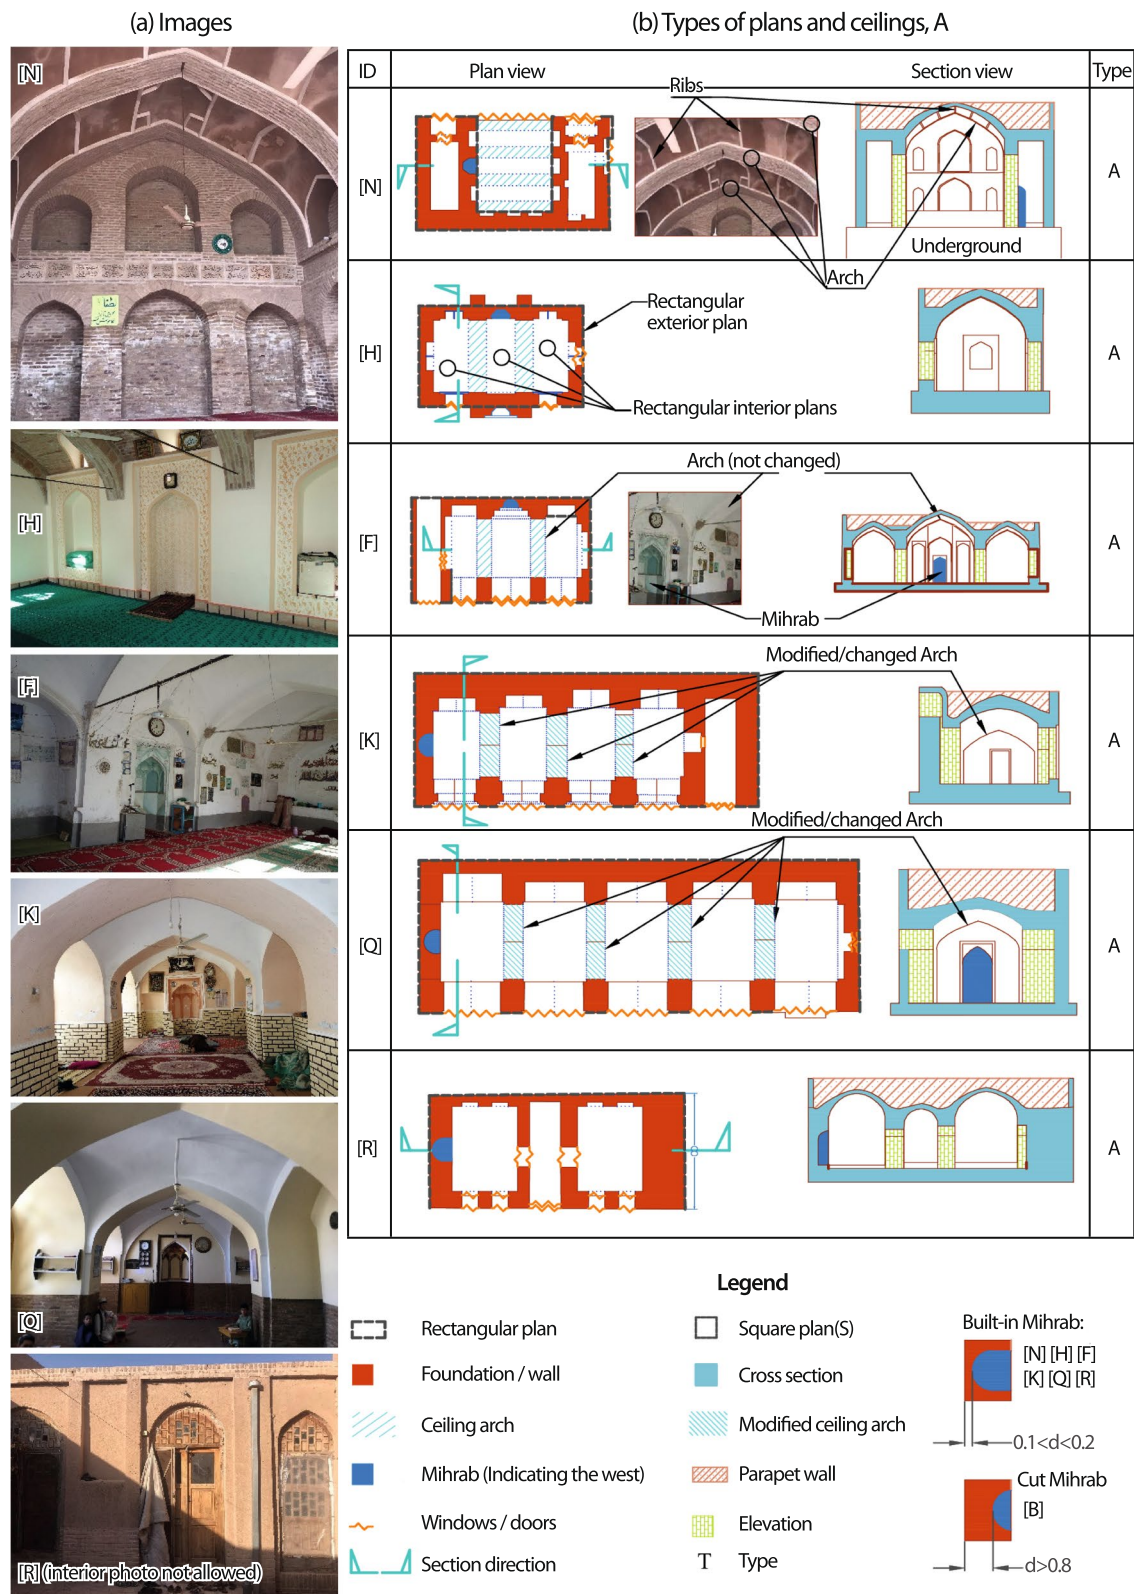 (a) Images
(b) Types of plans and ceilings, A
[N]
[H]
[F]
[K]
[Q]
[R] (interior photo not allowed)
ID
Plan view
Section view
Type
Ribs
[N]
A
Underground
Arch
Rectangular
exterior plan
[H]
A
Rectangular interior plans
Arch (not changed)
[F]
A
Mihrab
Modified/changed Arch
[K]
A
Modified/changed Arch
[Q]
A
[R]
A
Legend
Rectangular plan
Foundation / wall
Ceiling arch
Mihrab (Indicating the west)
Windows / doors
Section direction
Square plan(S)
Cross section
Modified ceiling arch
Parapet wall
Elevation
T
Type
Built-in Mihrab:
[N] [H] [F]
[K] [Q] [R]
0.1<d<0.2
Cut Mihrab
[B]
d>0.8